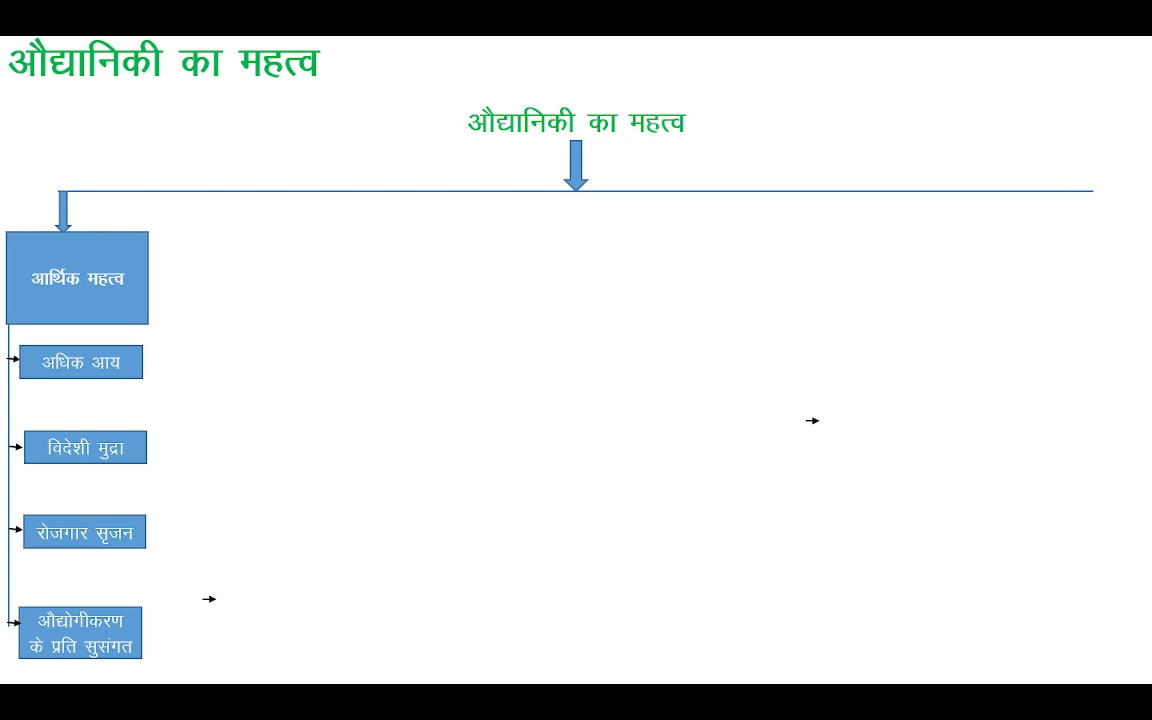 औद्यानिकी का महत्व
औद्यानिकी का महत्व
आर्थिक महत्व
अधिक आय
विदेशी मुद्रा
रोजगार सृजन
औद्योगीकरण
के प्रति सुसंगत